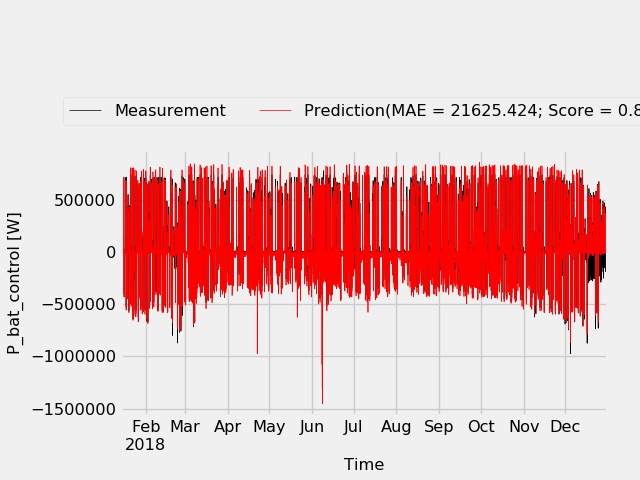 Measurement
Prediction(MAE = 21625.424; Score = 0.8
500000
0
−500000
−1000000
−1500000
P_bat_control [W]
Feb Mar Apr May Jun Jul Aug Sep Oct Nov Dec
2018
Time